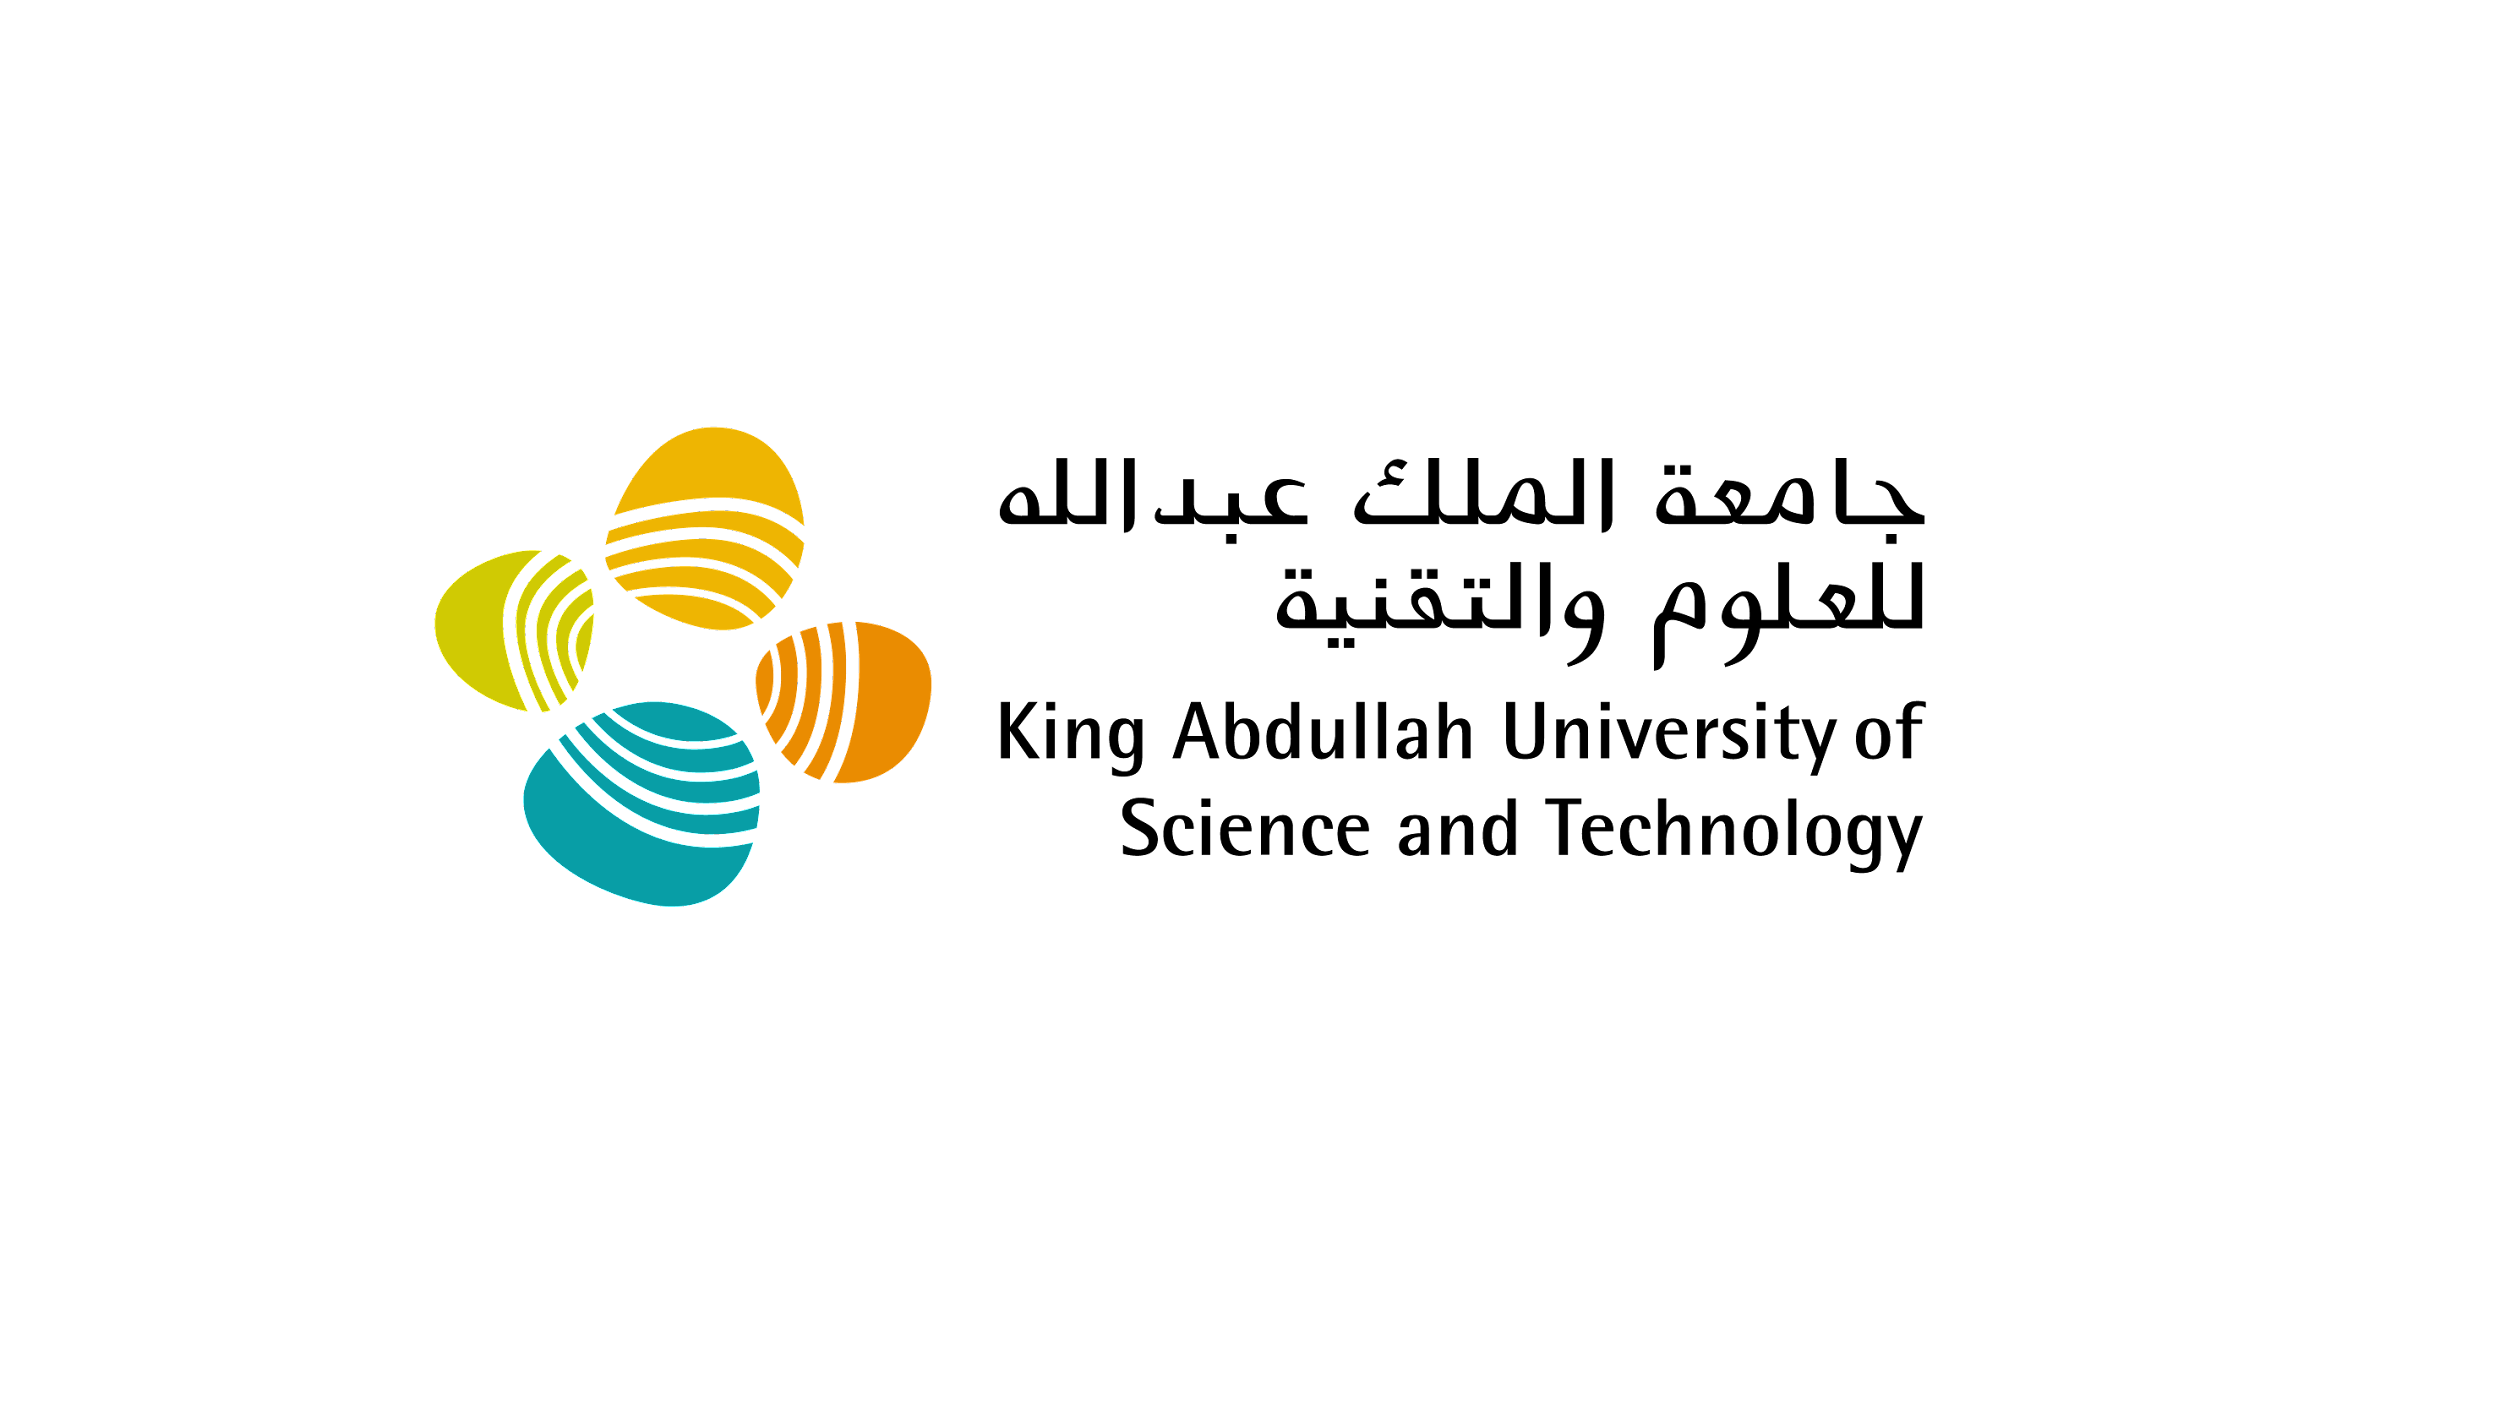 جامعة الملك عبدالله
للعلوم والتقنية
King Abdullah University of
Science and Technology